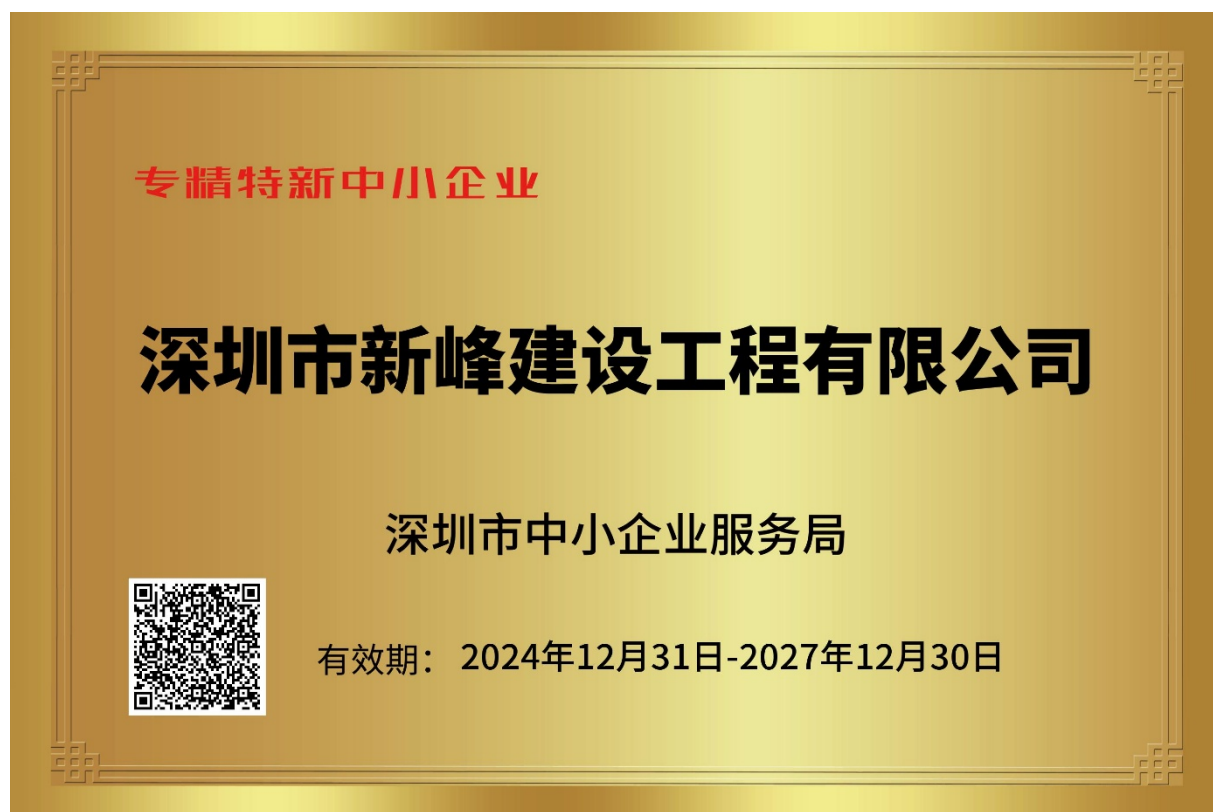 专精特新中小企业
深圳市新峰建设工程有限公司
深圳市中小企业服务局
有效期： 2024年12月31日-2027年12月30日